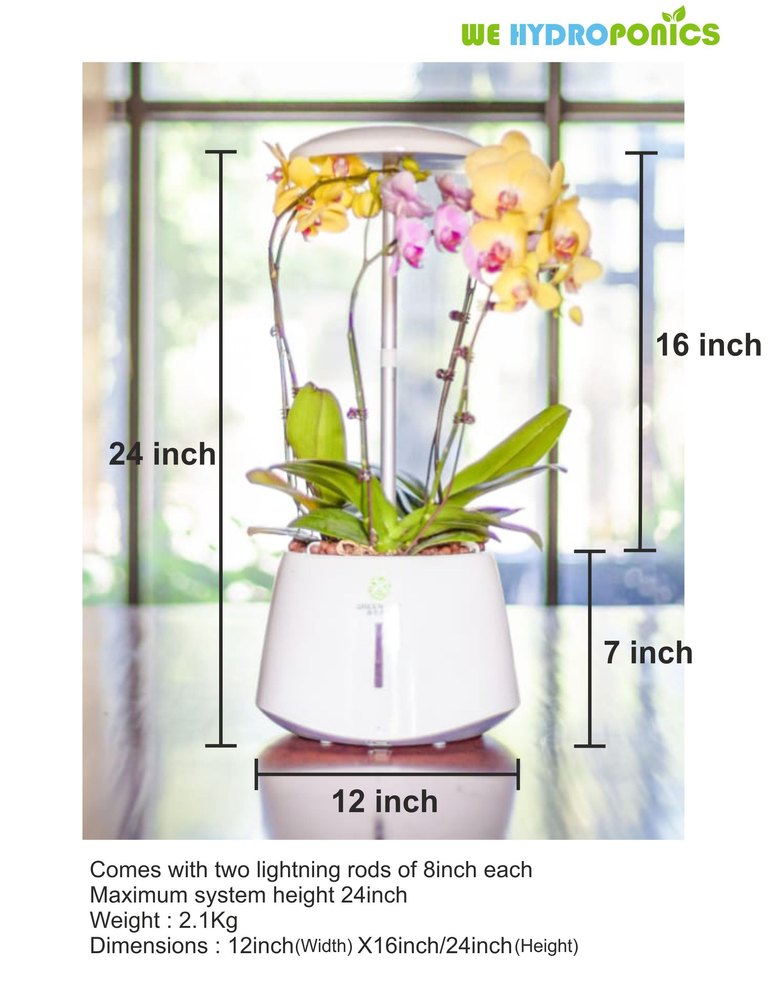 WE HYDROPONICS
24 inch
16 inch
7 inch
12 inch
Comes with two lightning rods of 8inch each
Maximum system height 24inch
Weight : 2.1Kg
Dimensions : 12inch(Width) X16inch/24inch(Height)